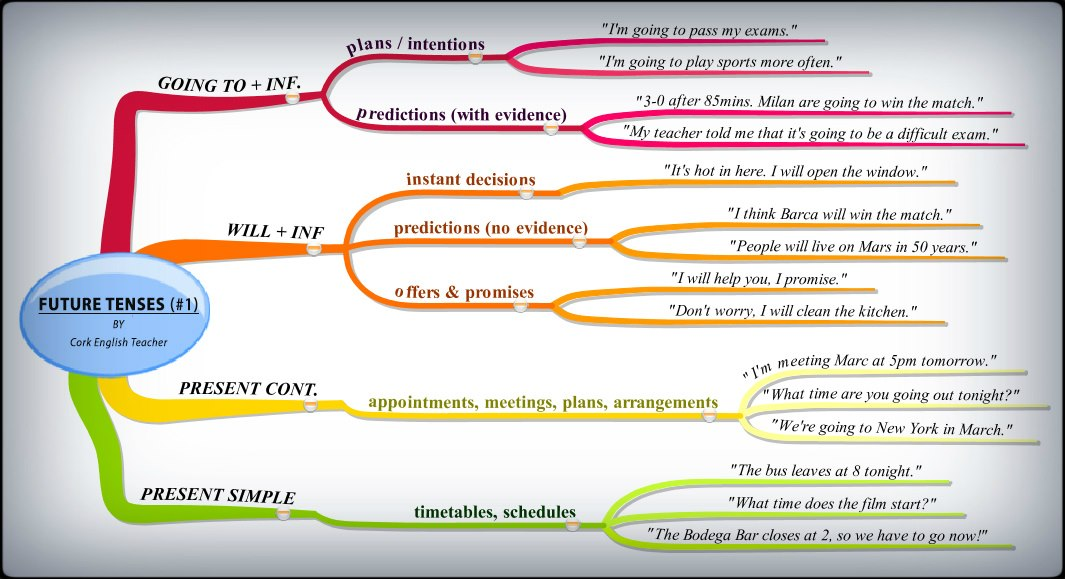 FUTURE TENSES (#1)
BY
Cork English Teacher
GOING TO + INF.
plans / intentions
"I'm going to pass my exams."
"I'm going to play sports more often."
predictions (with evidence)
"3-0 after 85mins. Milan are going to win the match."
"My teacher told me that it's going to be a difficult exam."
WILL + INF
instant decisions
"It's hot in here. I will open the window."
predictions (no evidence)
"I think Barca will win the match."
"People will live on Mars in 50 years."
offers & promises
"I will help you, I promise."
"Don't worry, I will clean the kitchen."
PRESENT CONT.
appointments, meetings, plans, arrangements
"I'm meeting Marc at 5pm tomorrow."
"What time are you going out tonight?"
"We're going to New York in March."
PRESENT SIMPLE
timetables, schedules
"The bus leaves at 8 tonight."
"What time does the film start?"
"The Bodega Bar closes at 2, so we have to go now!"